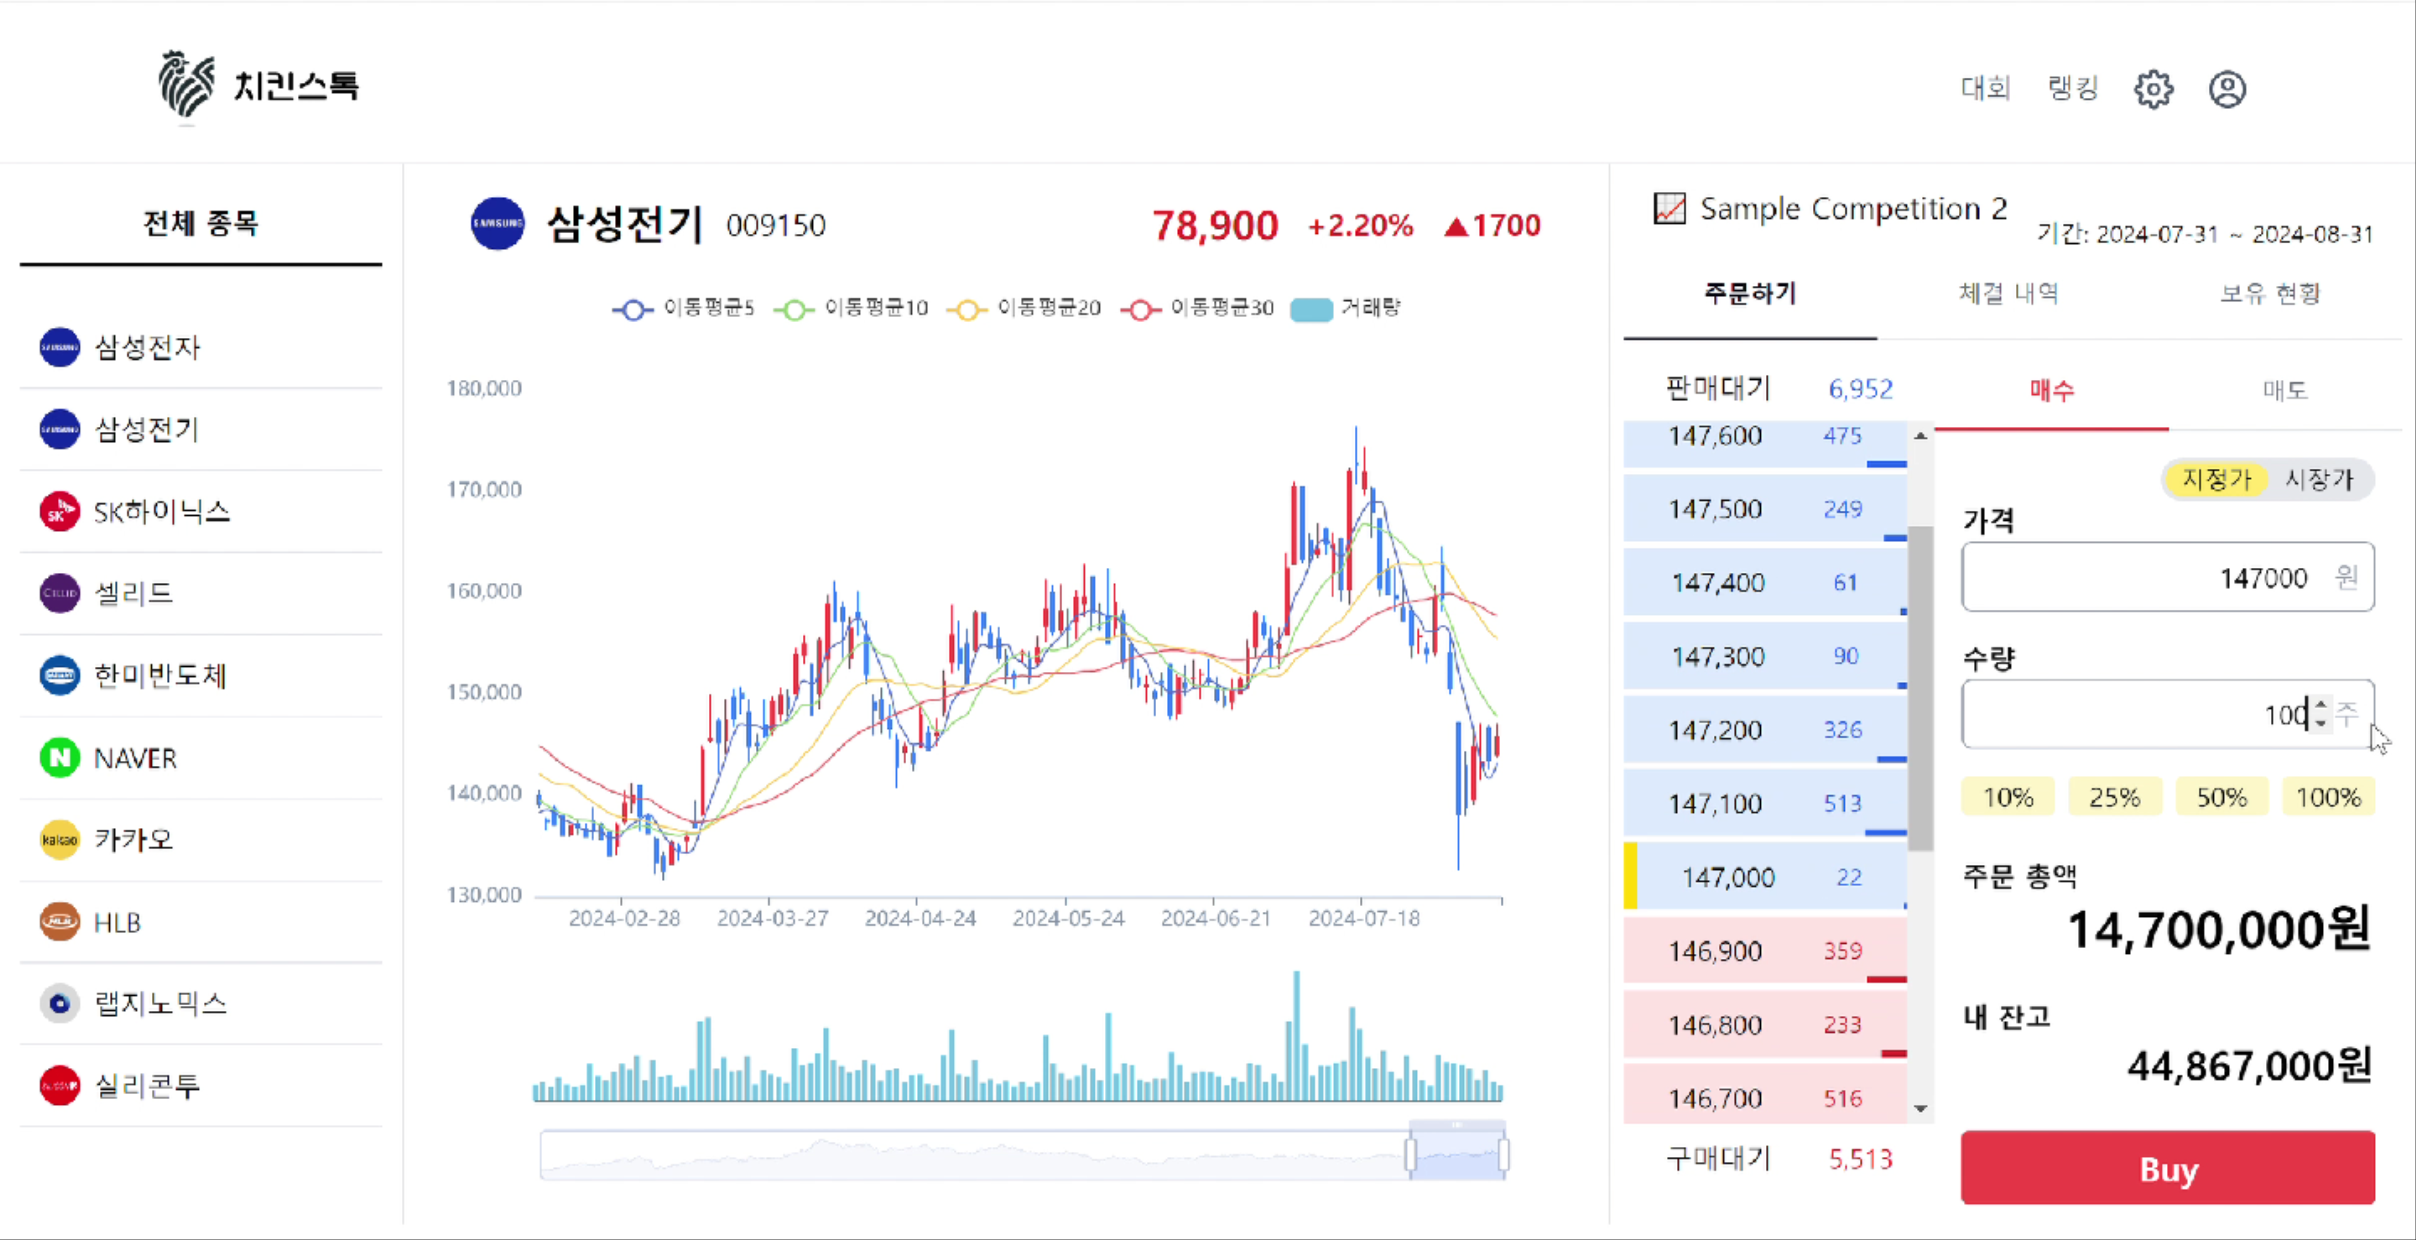 치킨스톡
대회 랭킹
전체 종목
삼성전자
삼성전기
SK하이닉스
셀리드
한미반도체
NAVER
카카오
HLB
랩지노믹스
실리콘투
SAMSUNG 삼성전기 009150 78,900 +2.20% ▲1700
이동평균5 이동평균10 이동평균20 이동평균30 거래량
180,000
170,000
160,000
150,000
140,000
130,000
2024-02-28 2024-03-27 2024-04-24 2024-05-24 2024-06-21 2024-07-18
Sample Competition 2
기간: 2024-07-31 ~ 2024-08-31
주문하기 체결 내역 보유 현황
판매대기 6,952
147,600 475
147,500 249
147,400 61
147,300 90
147,200 326
147,100 513
147,000 22
146,900 359
146,800 233
146,700 516
구매대기 5,513
매수 매도
지정가 시장가
가격
147000 원
수량
100 주
10% 25% 50% 100%
주문 총액
14,700,000원
내 잔고
44,867,000원
Buy